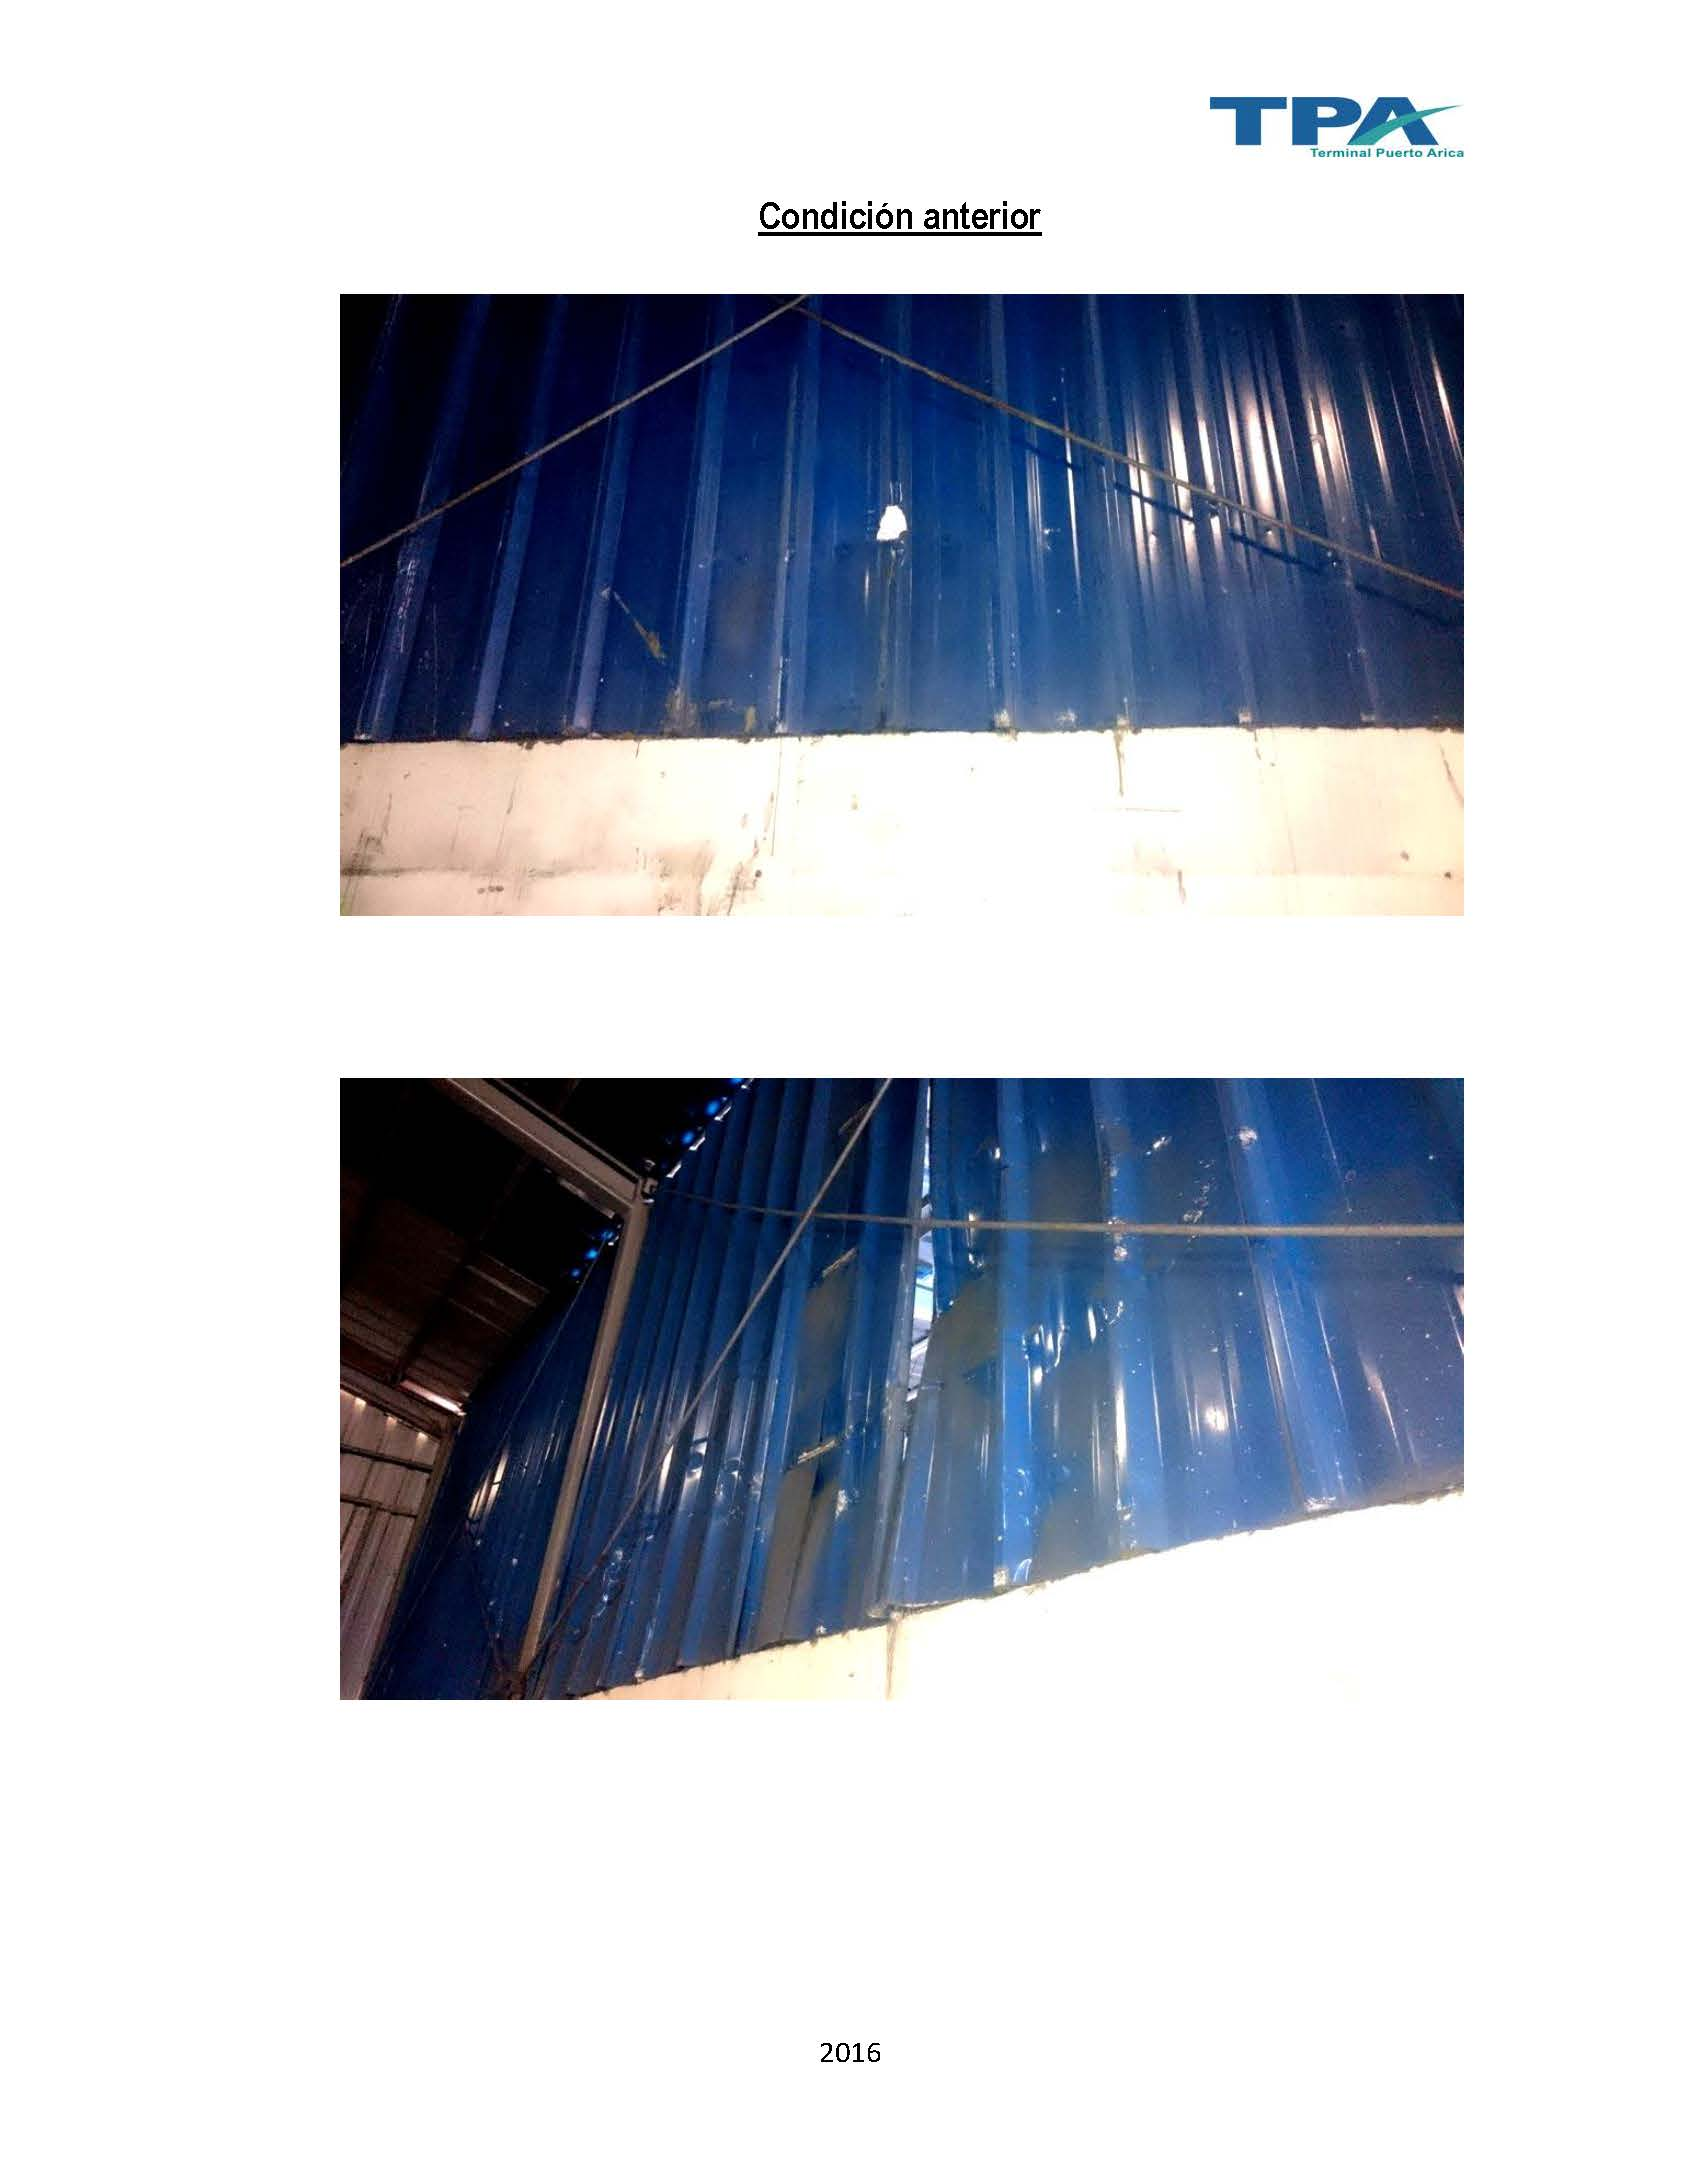 TPA
Terminal Puerto Arica
Condición anterior
2016